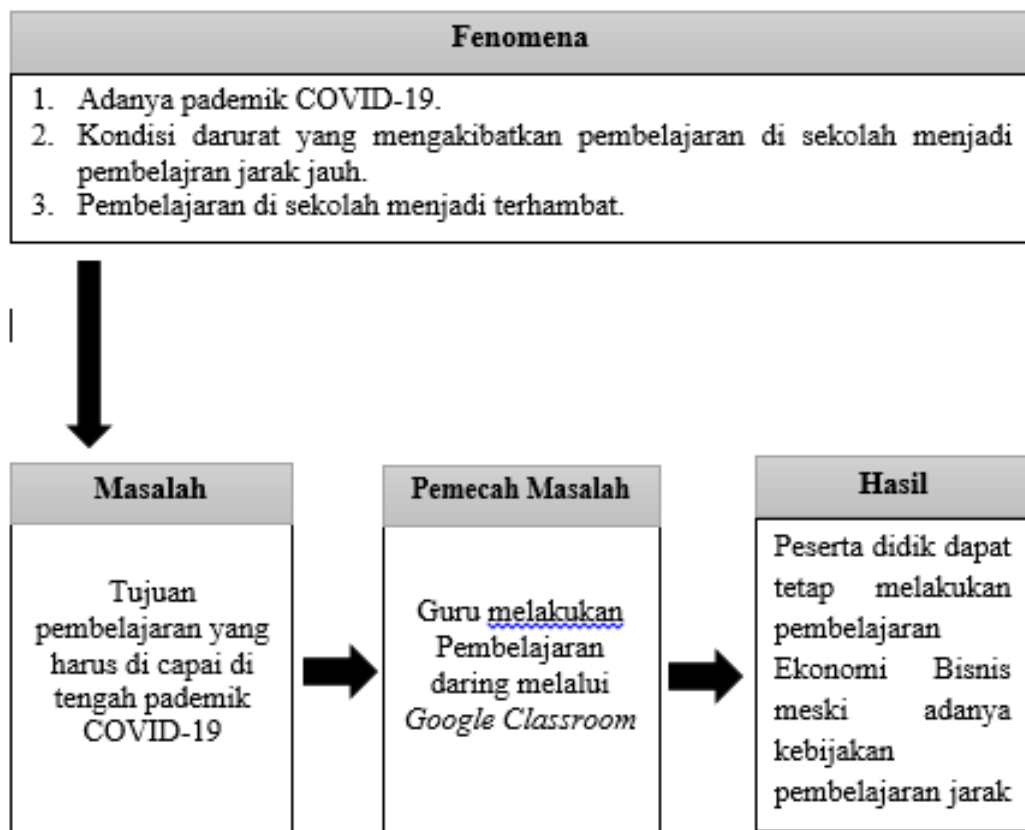 Fenomena
1. Adanya pademik COVID-19.
2. Kondisi darurat yang mengakibatkan pembelajaran di sekolah menjadi
pembelajran jarak jauh.
3. Pembelajaran di sekolah menjadi terhambat.
Masalah
Tujuan
pembelajaran yang
harus di capai di
tengah pademik
COVID-19
Pemecah Masalah
Guru melakukan
Pembelajaran
daring melalui
Google Classroom
Hasil
Peserta didik dapat
tetap melakukan
pembelajaran
Ekonomi Bisnis
meski adanya
kebijakan
pembelajaran jarak